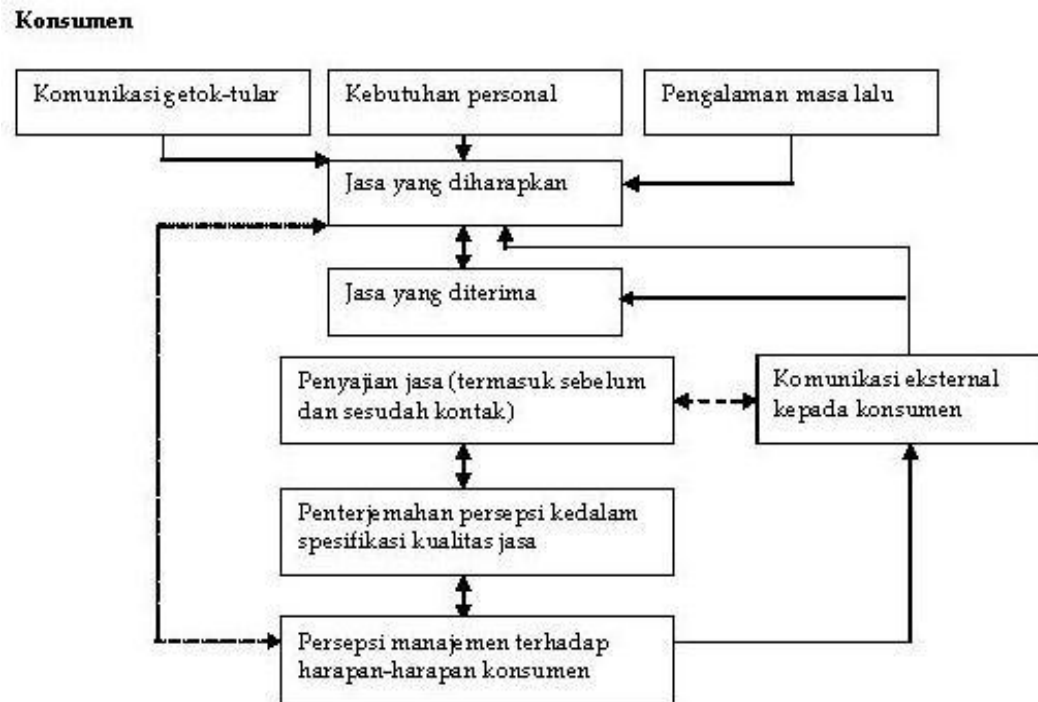 Konsumen
Komunikasi getok-tular
Kebutuhan personal
Pengalaman masa lalu
Jasa yang diharapkan
Jasa yang diterima
Penyajian jasa (termasuk sebelum
dan sesudah kontak)
Komunikasi eksternal
kepada konsumen
Penterjemahan persepsi kedalam
spesifikasi kualitas jasa
Persepsi manajemen terhadap
harapan-harapan konsumen